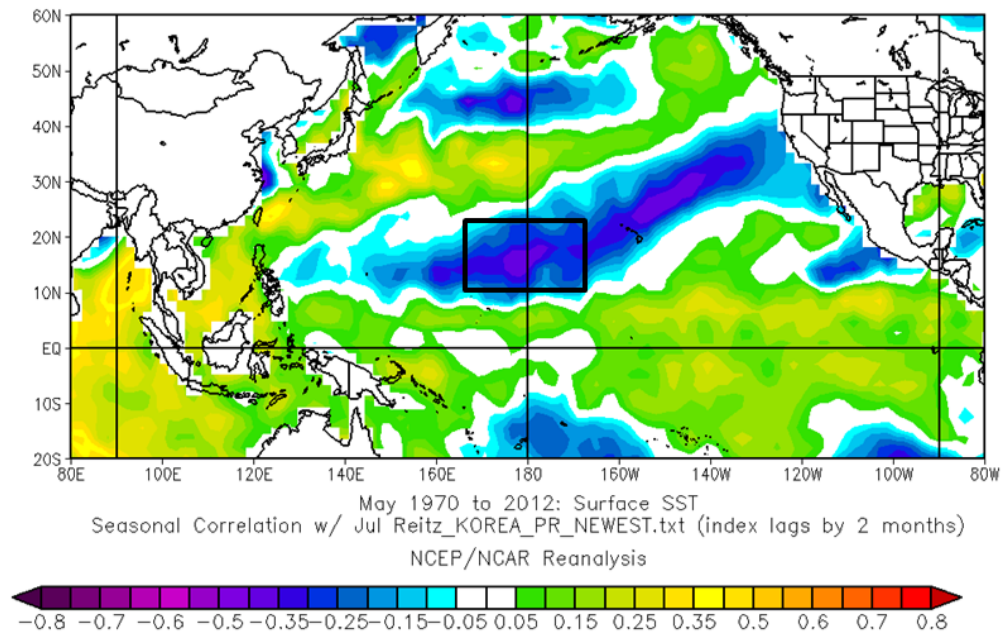 60N
50N
40N
30N
20N
10N
EQ
10S
20S
80E 100E 120E 140E 160E 180 160W 140W 120W 100W 80W
May 1970 to 2012: Surface SST
Seasonal Correlation w/ Jul Reitz_KOREA_PR_NEWEST.txt (index lags by 2 months)
NCEP/NCAR Reanalysis
-0.8 -0.7 -0.6 -0.5 -0.35 -0.25 -0.15 -0.05 0.05 0.15 0.25 0.35 0.45 0.5 0.6 0.7 0.8